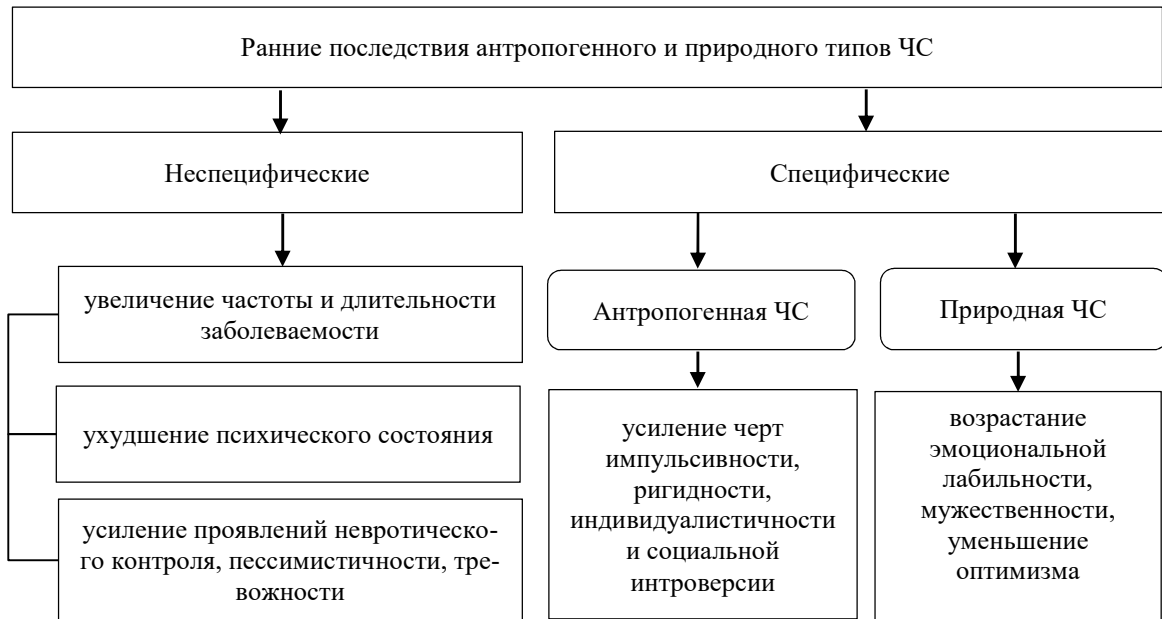 Ранние последствия антропогенного и природного типов ЧС
Неспецифические
Специфические
увеличение частоты и длительности
заболеваемости
Антропогенная ЧС
Природная ЧС
ухудшение психического состояния
усиление проявлений невротическо-
го контроля, пессимистичности, тре-
вожности
усиление черт
импульсивности,
ригидности,
индивидуалистичности
и социальной
интроверсии
возрастание
эмоциональной
лабильности,
мужественности,
уменьшение
оптимизма